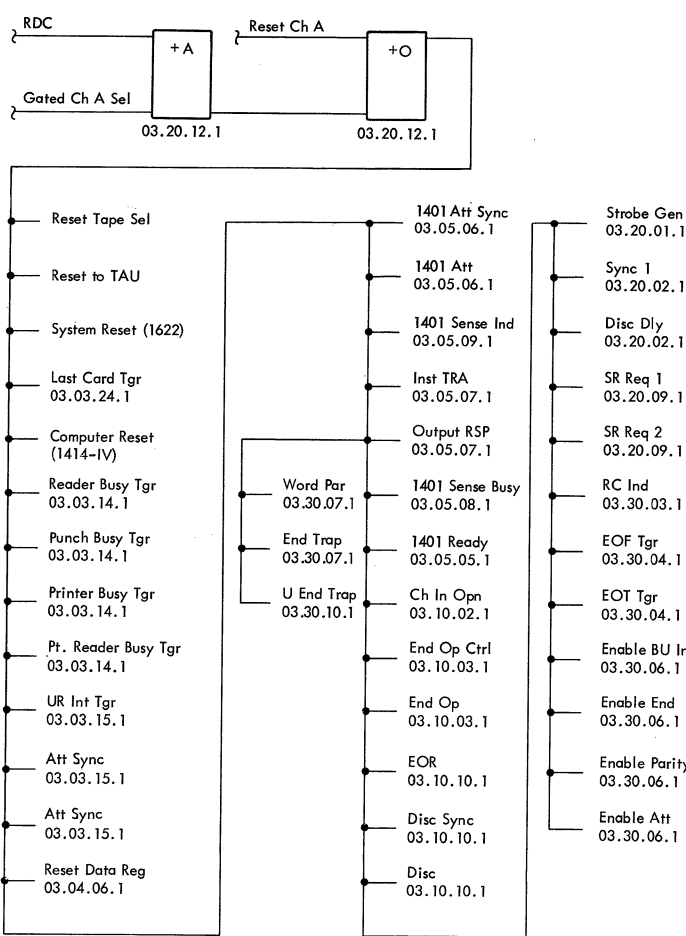 RDC
Reset Ch A
+A
+O
Gated Ch A Sel
03.20.12.1
03.20.12.1
Reset Tape Sel
Reset to TAU
System Reset (1622)
Last Card Tgr
03.03.24.1
Computer Reset
(1414-IV)
Reader Busy Tgr
03.03.14.1
Punch Busy Tgr
03.03.14.1
Printer Busy Tgr
03.03.14.1
Pt. Reader Busy Tgr
03.03.14.1
UR Int Tgr
03.03.15.1
Att Sync
03.03.15.1
Att Sync
03.03.15.1
Reset Data Reg
03.04.06.1
Word Par
03.30.07.1
End Trap
03.30.07.1
U End Trap
03.30.10.1
1401 Att Sync
03.05.06.1
1401 Att
03.05.06.1
1401 Sense Ind
03.05.09.1
Inst TRA
03.05.07.1
Output RSP
03.05.07.1
1401 Sense Busy
03.05.08.1
1401 Ready
03.05.05.1
Ch In Opn
03.10.02.1
End Op Ctrl
03.10.03.1
End Op
03.10.03.1
EOR
03.10.10.1
Disc Sync
03.10.10.1
Disc
03.10.10.1
Strobe Gen
03.20.01.1
Sync 1
03.20.02.1
Disc Dly
03.20.02.1
SR Req 1
03.20.09.1
SR Req 2
03.20.09.1
RC Ind
03.30.03.1
EOF Tgr
03.30.04.1
EOT Tgr
03.30.04.1
Enable BU In
03.30.06.1
Enable End
03.30.06.1
Enable Parity
03.30.06.1
Enable Att
03.30.06.1